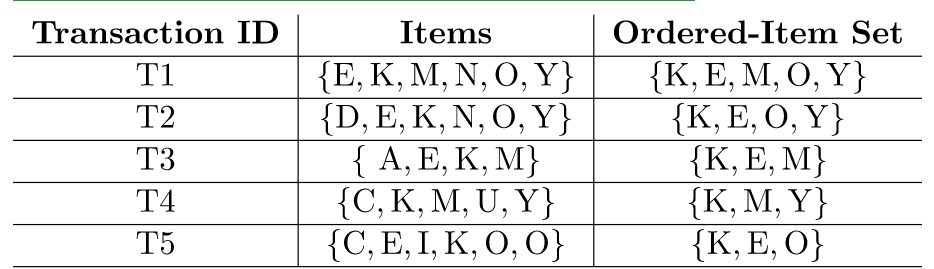 Transaction ID Items Ordered-Item Set
T1 {E, K, M, N, O, Y} {K, E, M, O, Y}
T2 {D, E, K, N, O, Y} {K, E, O, Y}
T3 { A, E, K, M} {K, E, M}
T4 {C, K, M, U, Y} {K, M, Y}
T5 {C, E, I, K, O, O} {K, E, O}